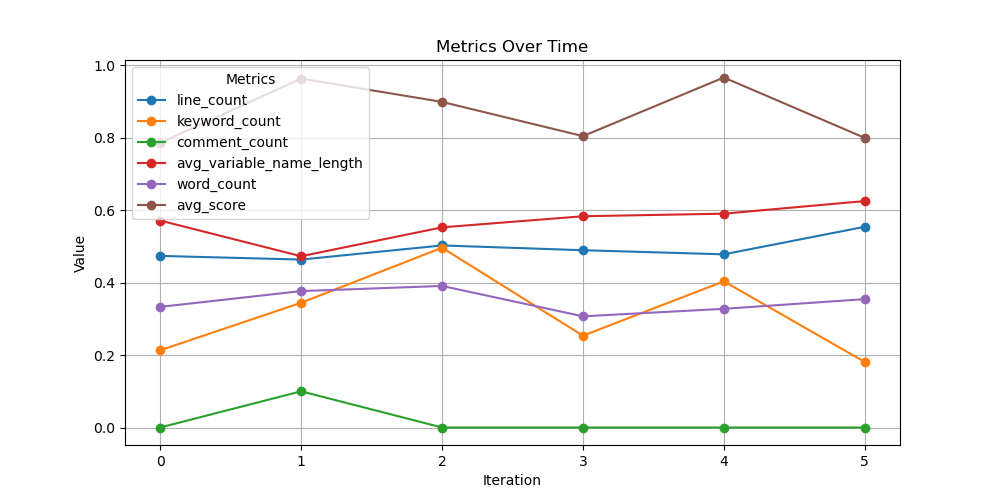 Metrics Over Time
1.0
0.8
0.6
0.4
0.2
0.0
Value
Metrics
line_count
keyword_count
comment_count
avg_variable_name_length
word_count
avg_score
0 1 2 3 4 5
Iteration